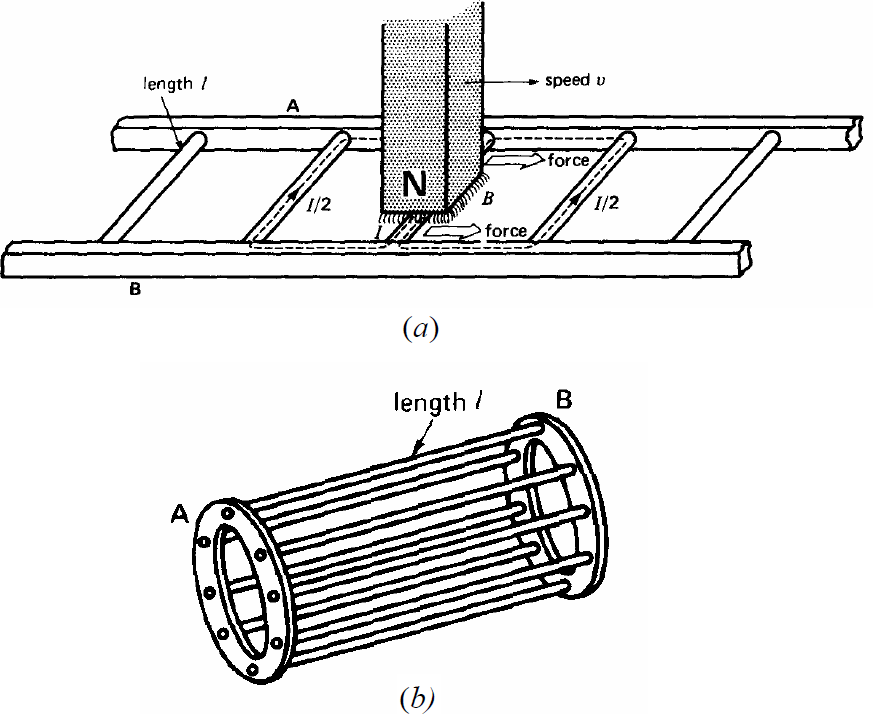 length l
A
speed υ
force
N
B
I/2
I/2
force
B
(a)
length l
B
A
(b)